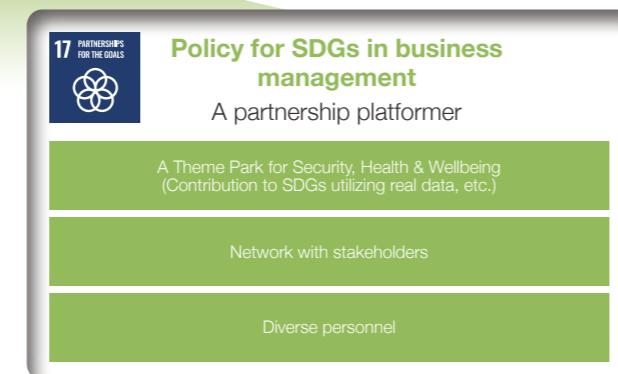 17 PARTNERSHIPS
FOR THE GOALS
Policy for SDGs in business
management
A partnership platformer
A Theme Park for Security, Health & Wellbeing
(Contribution to SDGs utilizing real data, etc.)
Network with stakeholders
Diverse personnel